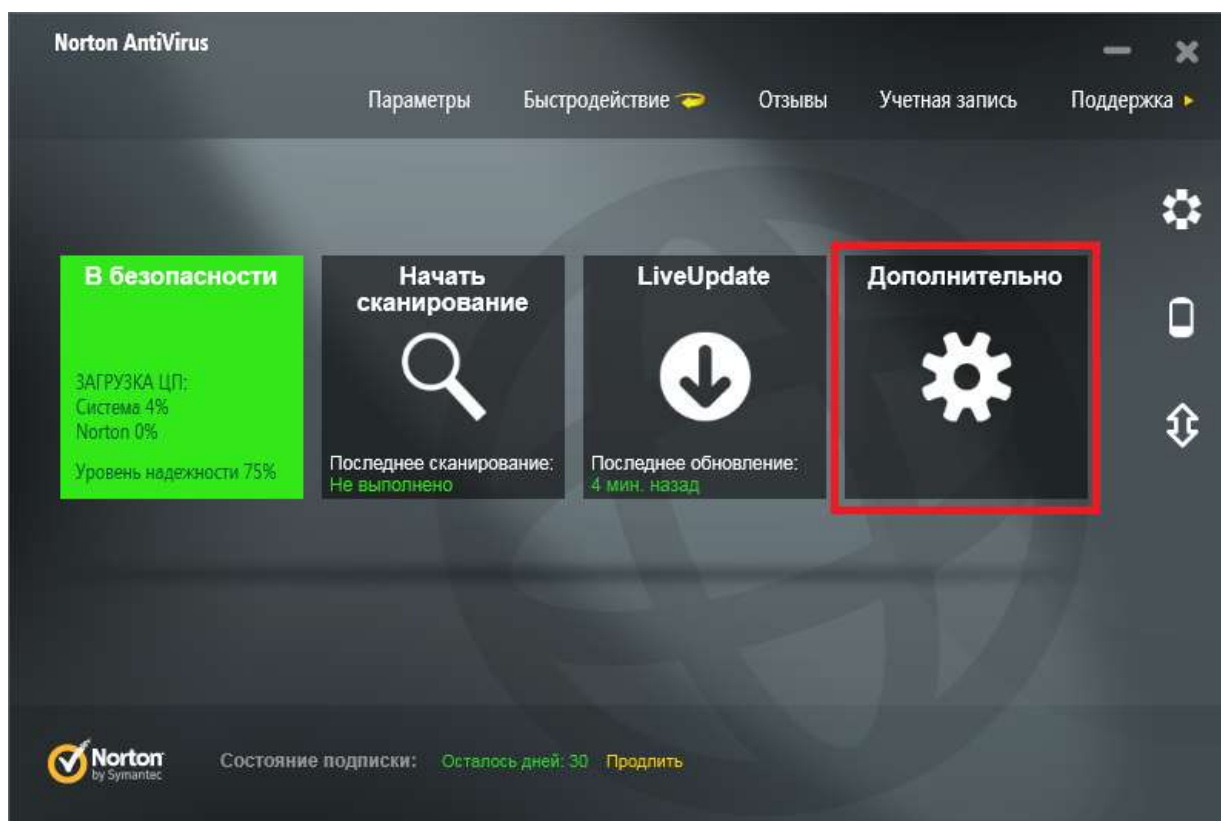 Norton AntiVirus
Параметры Быстродействие Отзывы Учетная запись Поддержка
В безопасности
ЗАГРУЗКА ЦП:
Система 4%
Norton 0%
Уровень надежности 75%
Начать
сканирование
Последнее сканирование:
Не выполнено
LiveUpdate
Последнее обновление:
4 мин. назад
Дополнительно
Norton
by Symantec
Состояние подписки: Осталось дней: 30 Продлить